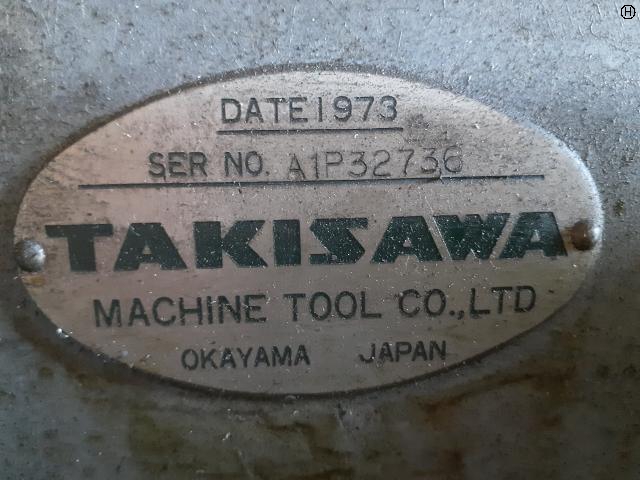 DATE 1973
SER NO. A1P32736
TAKISAWA
MACHINE TOOL CO.,LTD
OKAYAMA JAPAN
H